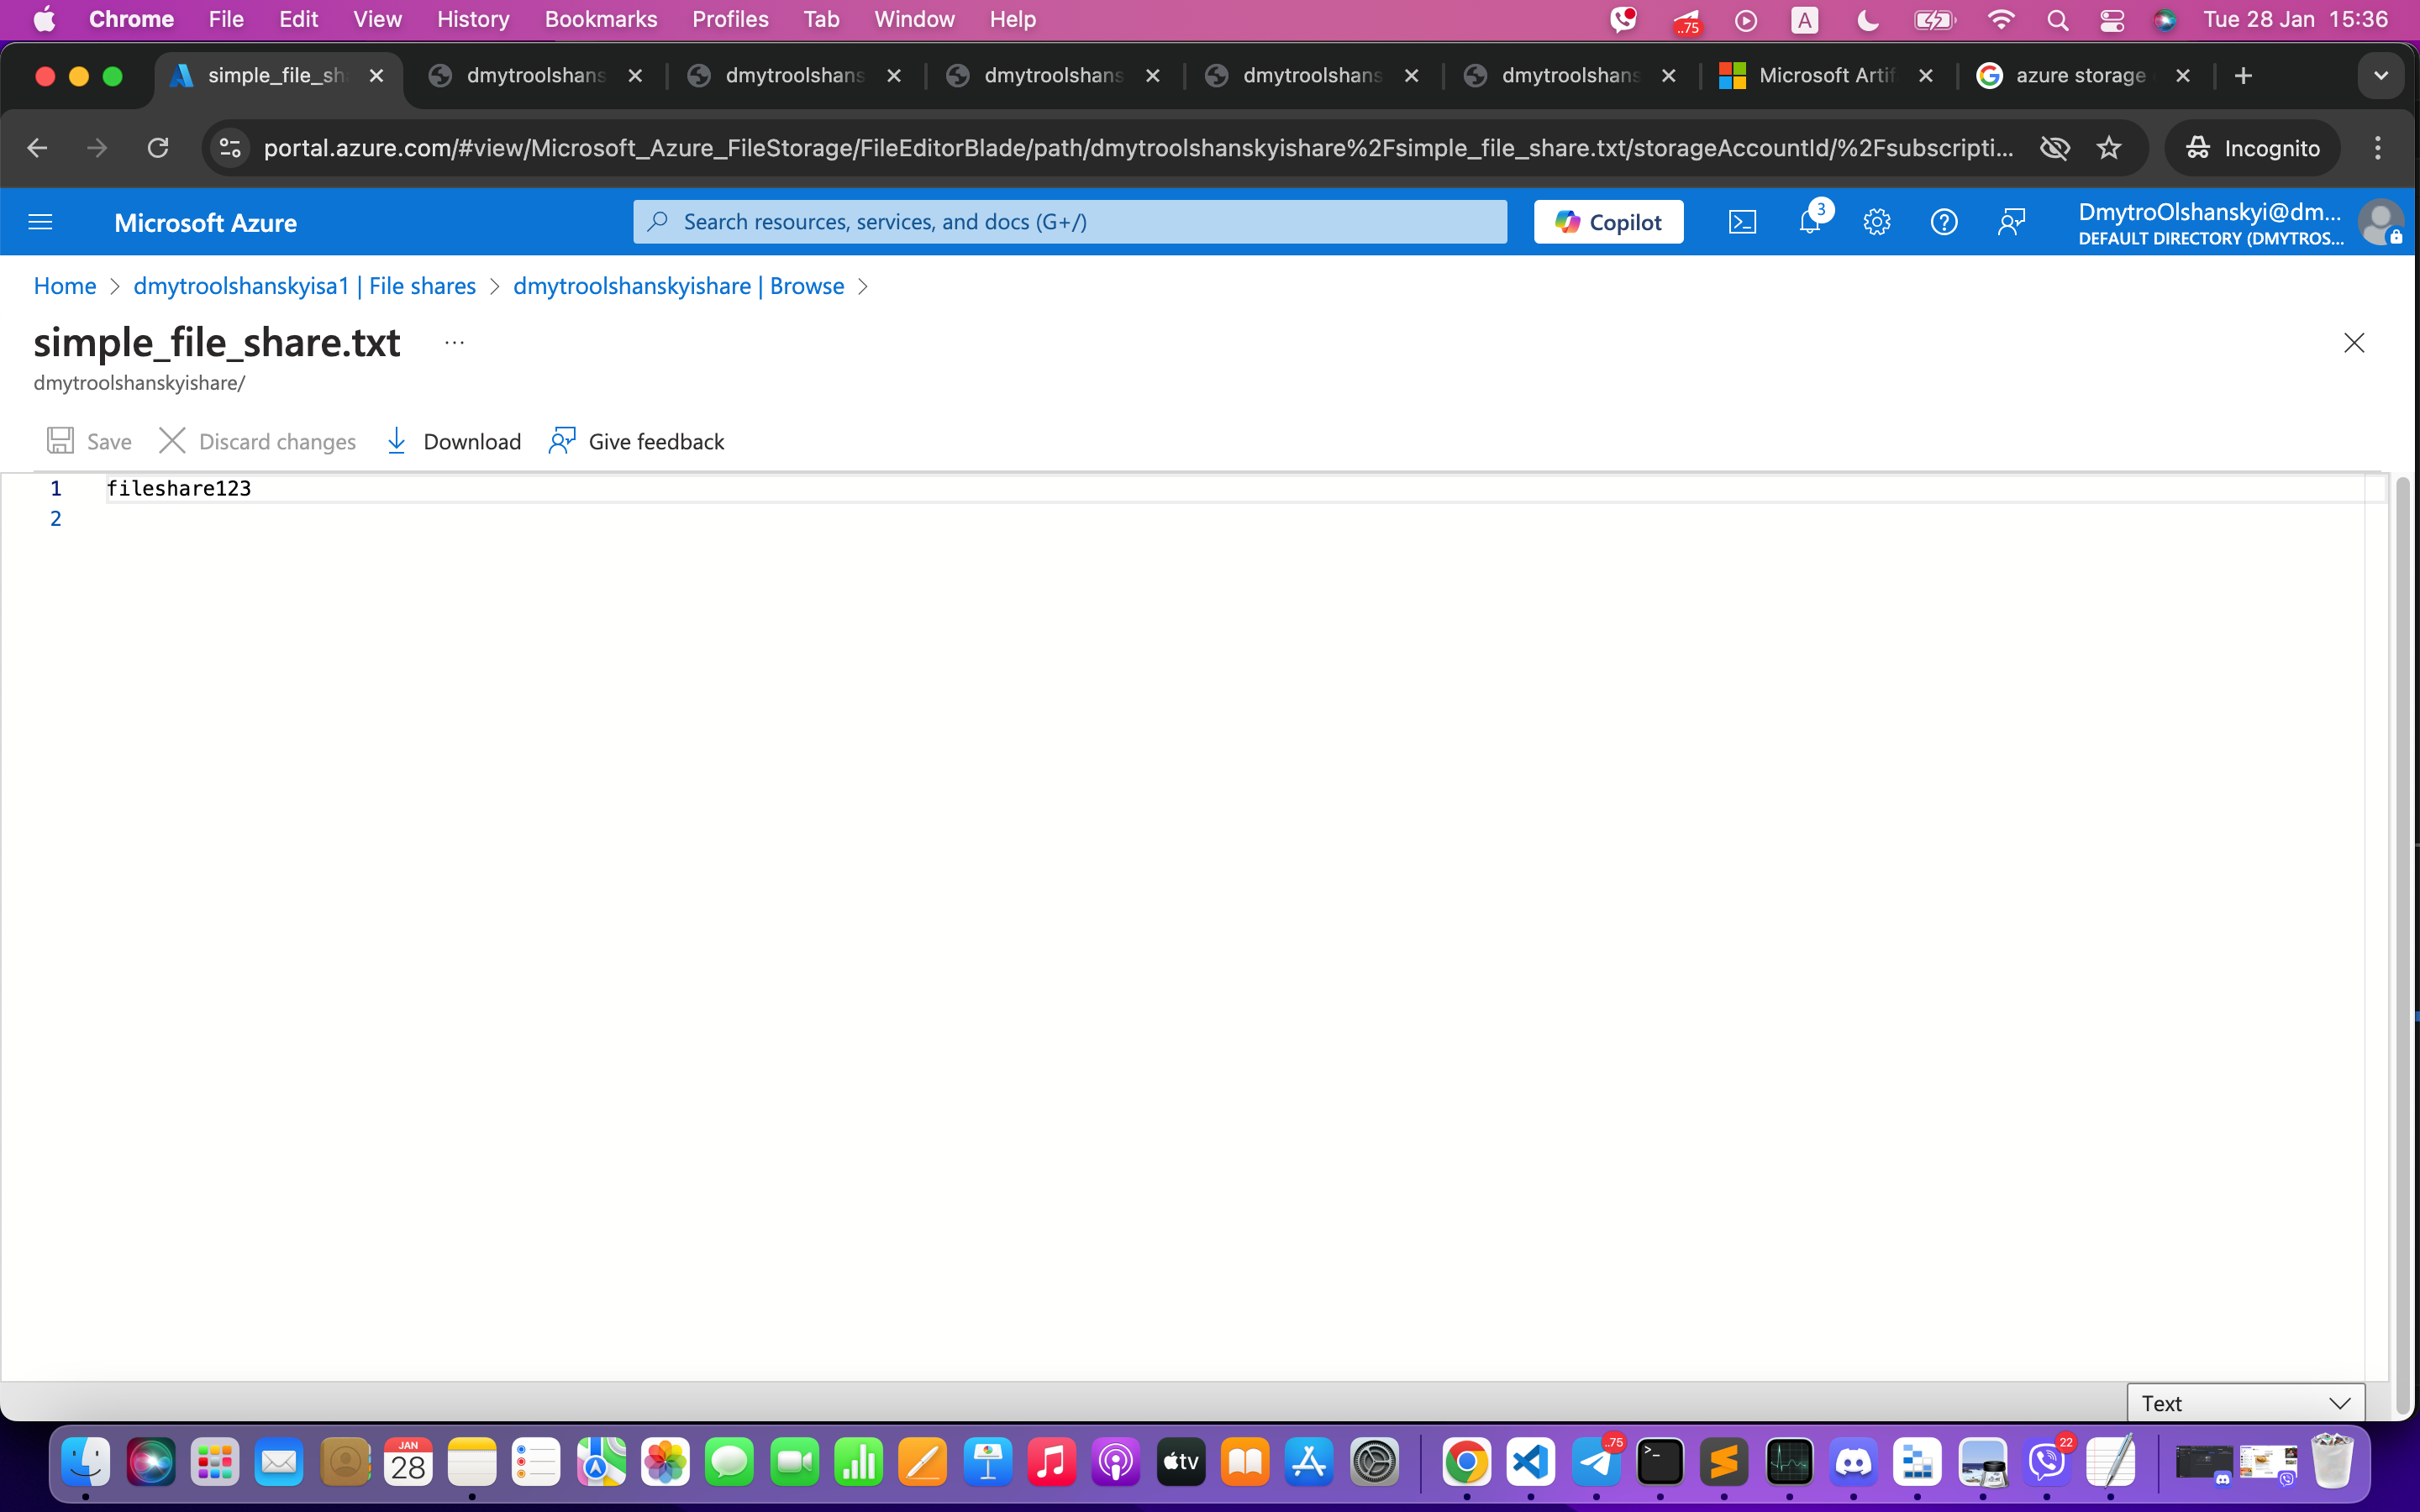 Chrome File Edit View History Bookmarks Profiles Tab Window Help ..75 A Tue 28 Jan 15:36
simple_file_sh dmytroolshans dmytroolshans dmytroolshans dmytroolshans dmytroolshans Microsoft Artif azure storage
portal.azure.com/#view/Microsoft_Azure_FileStorage/FileEditorBlade/path/dmytroolshanskyishare%2Fsimple_file_share.txt/storageAccountId/%2Fsubscripti... Incognito
Microsoft Azure Search resources, services, and docs (G+/) Copilot 3 DmytroOlshanskyi@dm...
DEFAULT DIRECTORY (DMYTROS...
Home > dmytroolshanskyisa1 | File shares > dmytroolshanskyishare | Browse >
simple_file_share.txt ...
dmytroolshanskyishare/
Save Discard changes Download Give feedback
1 fileshare123
2
Text
JAN
28 tv ..75 >_ 22